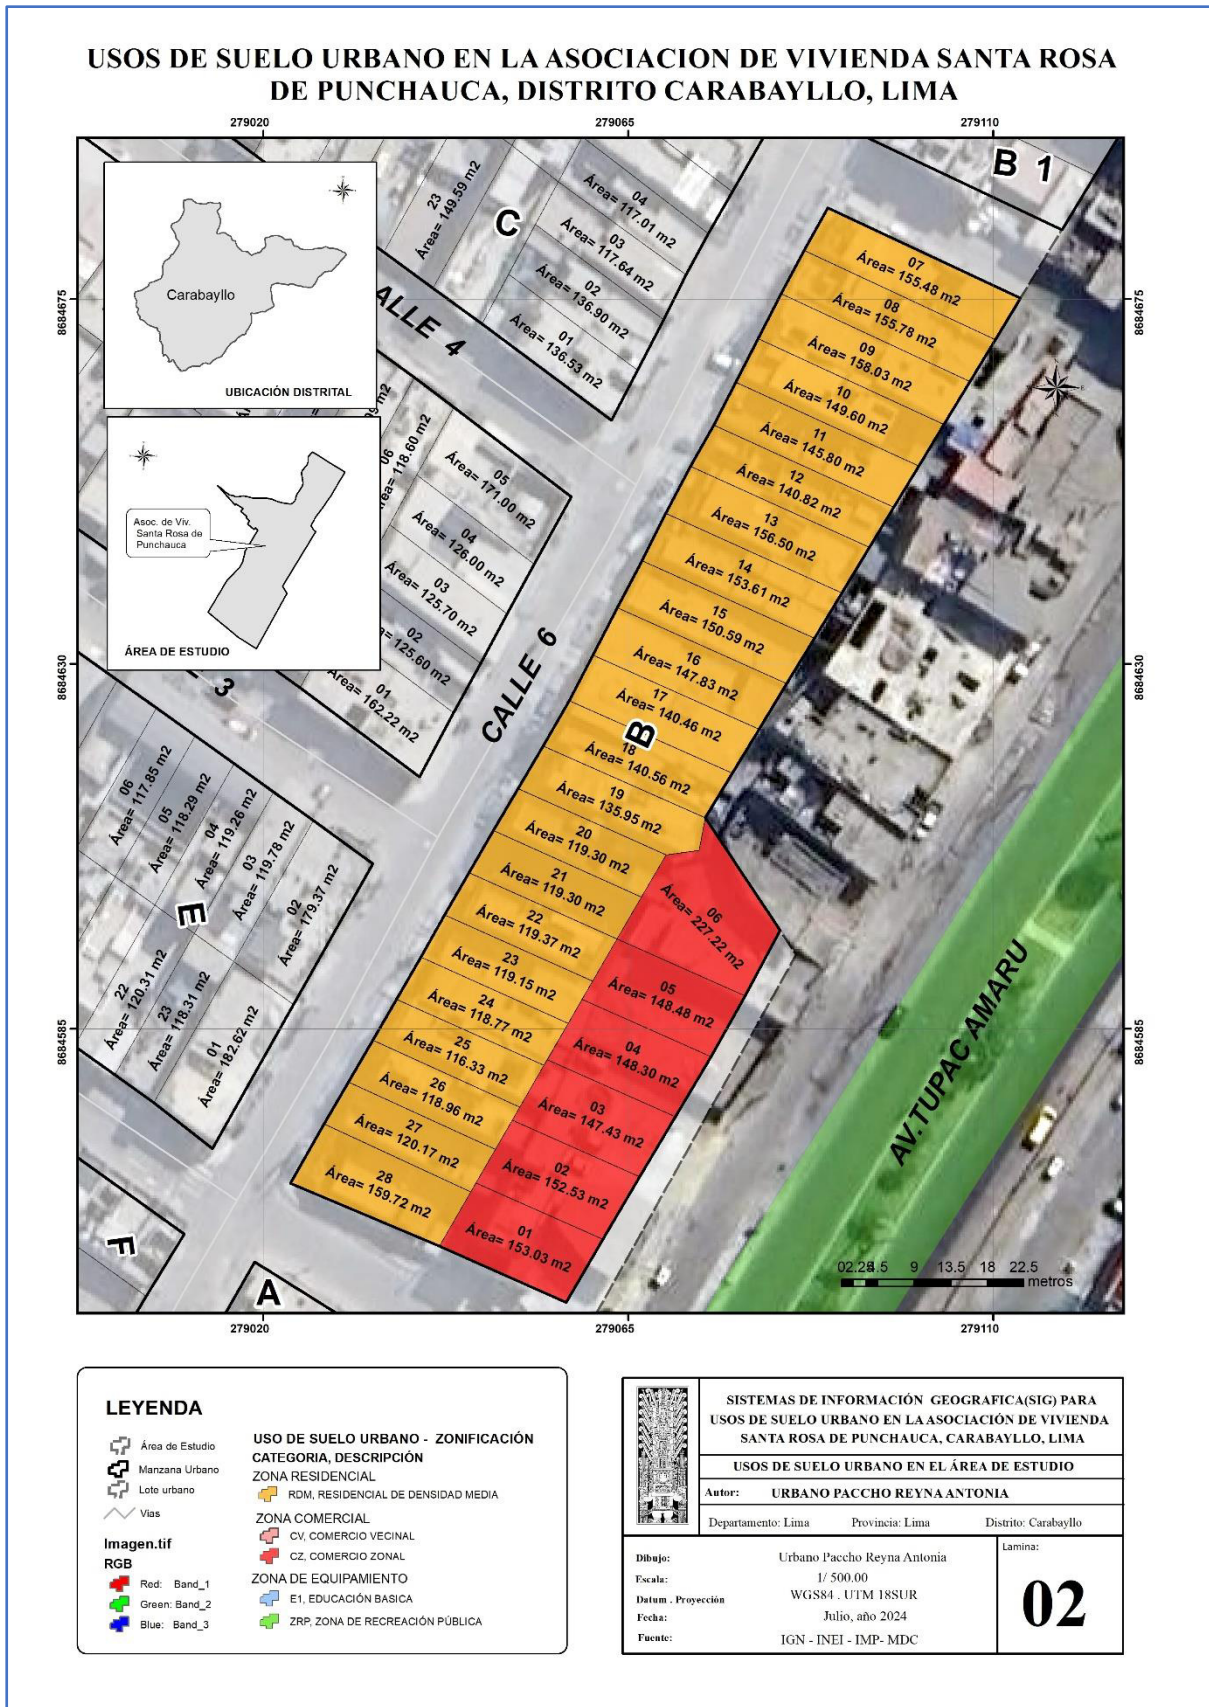 USOS DE SUELO URBANO EN LA ASOCIACION DE VIVIENDA SANTA ROSA
DE PUNCHAUCA, DISTRITO CARABAYLLO, LIMA
279020
279065
279110
8684675
8684630
8684585
8684675
8684630
8684585
279020
279065
279110
Carabayllo
UBICACIÓN DISTRITAL
Asoc. de Viv.
Santa Rosa de
Punchauca
ÁREA DE ESTUDIO
B 1
C
23
Área= 149.59 m2
04
Área= 117.01 m2
03
Área= 117.64 m2
02
Área= 136.90 m2
01
Área= 136.53 m2
ALLE 4
06
Área= 118.60 m2
05
Área= 171.00 m2
04
Área= 126.00 m2
03
Área= 125.70 m2
02
Área= 125.60 m2
01
Área= 162.22 m2
3
CALLE 6
E
06
Área= 117.85 m2
05
Área= 118.29 m2
04
Área= 119.26 m2
03
Área= 119.78 m2
02
Área= 179.37 m2
22
Área= 120.31 m2
23
Área= 118.31 m2
01
Área= 182.62 m2
F
A
B
07
Área= 155.48 m2
08
Área= 155.78 m2
09
Área= 158.03 m2
10
Área= 149.60 m2
11
Área= 145.80 m2
12
Área= 140.82 m2
13
Área= 156.50 m2
14
Área= 153.61 m2
15
Área= 150.59 m2
16
Área= 147.83 m2
17
Área= 140.46 m2
18
Área= 140.56 m2
19
Área= 135.95 m2
20
Área= 119.30 m2
21
Área= 119.30 m2
22
Área= 119.37 m2
23
Área= 119.15 m2
24
Área= 118.77 m2
25
Área= 116.33 m2
26
Área= 118.96 m2
27
Área= 120.17 m2
28
Área= 159.72 m2
06
Área= 227.22 m2
05
Área= 148.48 m2
04
Área= 148.30 m2
03
Área= 147.43 m2
02
Área= 152.53 m2
01
Área= 153.03 m2
AV.TUPAC AMARU
9 13.5 18 22.5
metros
LEYENDA
Área de Estudio
Manzana Urbano
Lote urbano
Vias
Imagen.tif
RGB
Red: Band_1
Green: Band_2
Blue: Band_3
USO DE SUELO URBANO - ZONIFICACIÓN
CATEGORIA, DESCRIPCIÓN
ZONA RESIDENCIAL
RDM, RESIDENCIAL DE DENSIDAD MEDIA
ZONA COMERCIAL
CV, COMERCIO VECINAL
CZ, COMERCIO ZONAL
ZONA DE EQUIPAMIENTO
E1, EDUCACIÓN BASICA
ZRP, ZONA DE RECREACIÓN PÚBLICA
SISTEMAS DE INFORMACIÓN GEOGRAFICA(SIG) PARA
USOS DE SUELO URBANO EN LA ASOCIACIÓN DE VIVIENDA
SANTA ROSA DE PUNCHAUCA, CARABAYLLO, LIMA
USOS DE SUELO URBANO EN EL ÁREA DE ESTUDIO
Autor: URBANO PACCHO REYNA ANTONIA
Departamento: Lima Provincia: Lima Distrito: Carabayllo
Dibujo: Urbano Paccho Reyna Antonia
Escala: 1/ 500.00
Datum . Proyección WGS84 . UTM 18SUR
Fecha: Julio, año 2024
Fuente: IGN - INEI - IMP- MDC
Lamina:
02